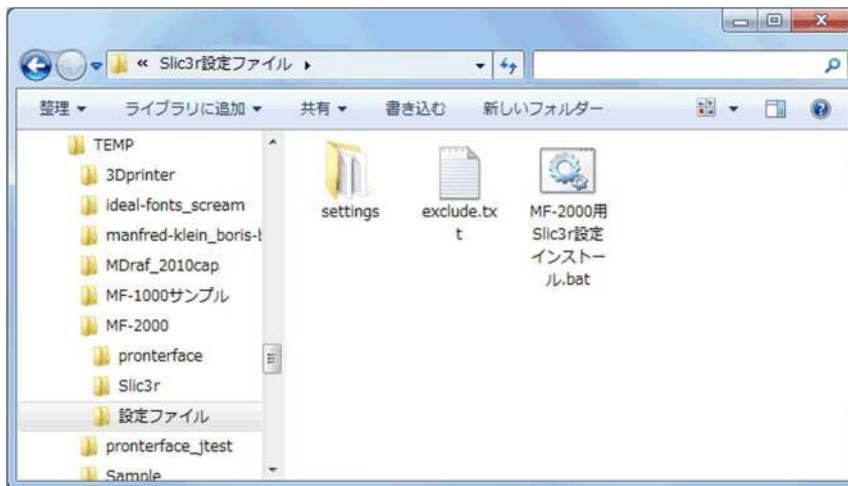 « Slic3r設定ファイル
整理
ライブラリに追加
共有
書き込む
新しいフォルダー
TEMP
3Dprinter
ideal-fonts_scream
manfred-klein_boris-
MDraf_2010cap
MF-1000サンプル
MF-2000
pronterface
Slic3r
設定ファイル
pronterface_jtest
Sample
settings
exclude.tx
t
MF-2000用
Slic3r設定
インストー
ル.bat